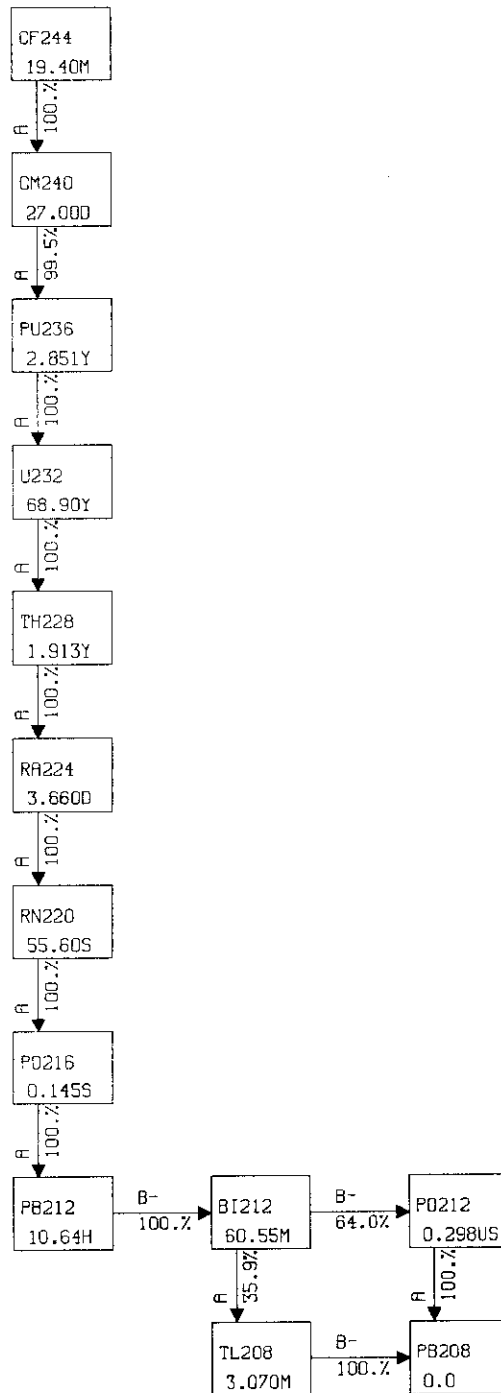 CF244
19.40M
A
100.%
CM240
27.00D
A
99.5%
PU236
2.851Y
A
100.%
U232
68.90Y
A
100.%
TH228
1.913Y
A
100.%
RA224
3.660D
A
100.%
RN220
55.60S
A
100.%
PO216
0.145S
A
100.%
PB212
10.64H
B-
100.%
BI212
60.55M
B-
64.0%
PO212
0.298US
A
35.9%
A
100.%
TL208
3.070M
B-
100.%
PB208
0.0